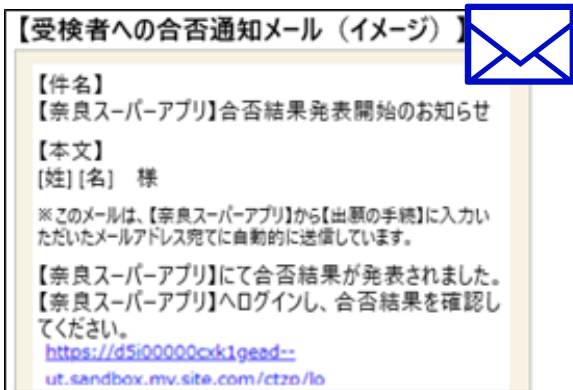 【受検者への合否通知メール（イメージ）】
【件名】
【奈良スーパーアプリ】合否結果発表開始のお知らせ
【本文】
[姓] [名]　様
※このメールは、【奈良スーパーアプリ】から【出願の手続】に入力い
ただいたメールアドレス宛てに自動的に送信しています。
【奈良スーパーアプリ】にて合否結果が発表されました。
【奈良スーパーアプリ】へログインし、合否結果を確認し
てください。
https://d5i00000cxk1gead--
ut.sandbox.my.site.com/ctzp/lo